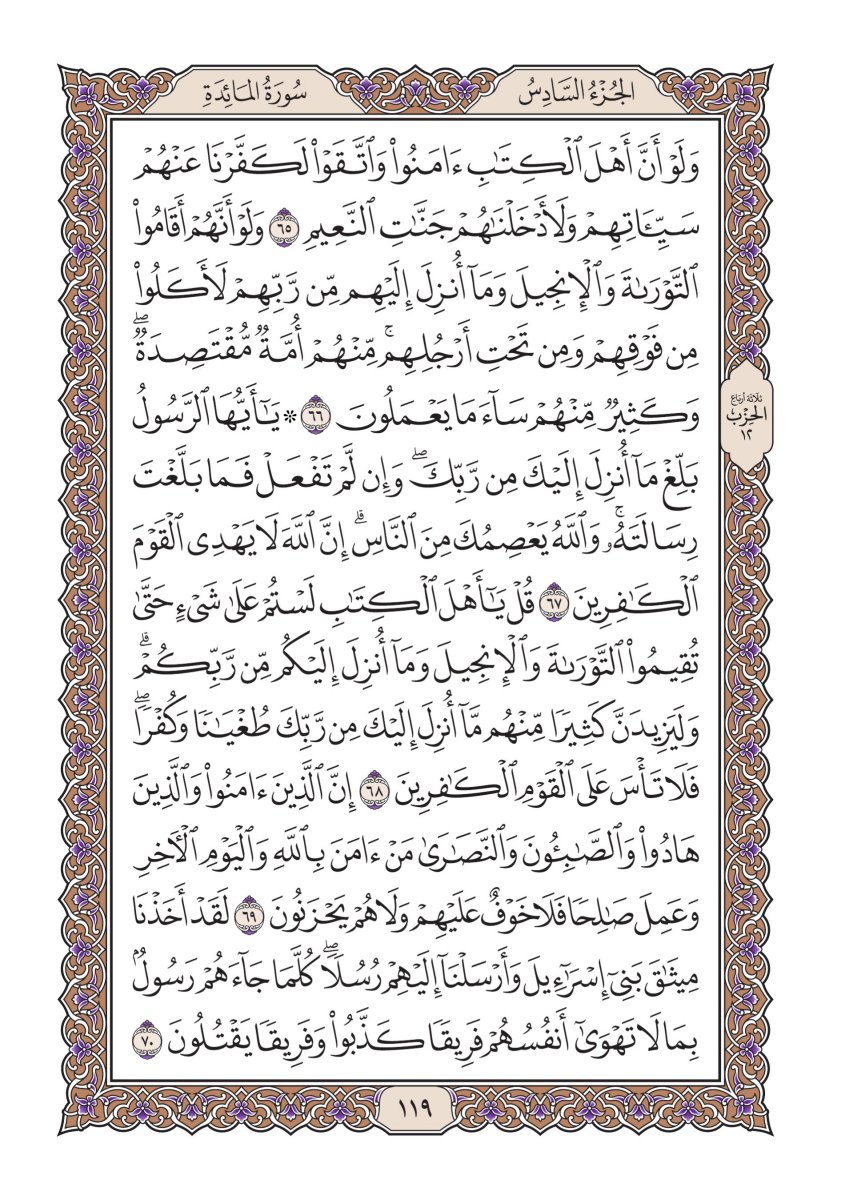 الجُزْءُ السَّادِسُ
سُورَةُ المَائِدَةِ
وَلَوْ أَنَّ أَهْلَ ٱلْكِتَـٰبِ ءَامَنُوا۟ وَٱتَّقَوْا۟ لَكَفَّرْنَا عَنْهُمْ
سَيِّـَٔاتِهِمْ وَلَأَدْخَلْنَـٰهُمْ جَنَّـٰتِ ٱلنَّعِيمِ ٦٥ وَلَوْ أَنَّهُمْ أَقَامُوا۟
ٱلتَّوْرَىٰةَ وَٱلْإِنجِيلَ وَمَآ أُنزِلَ إِلَيْهِم مِّن رَّبِّهِمْ لَأَكَلُوا۟
مِن فَوْقِهِمْ وَمِن تَحْتِ أَرْجُلِهِم ۚ مِّنْهُمْ أُمَّةٌ مُّقْتَصِدَةٌ ۖ
وَكَثِيرٌ مِّنْهُمْ سَآءَ مَا يَعْمَلُونَ ٦٦ ۞ يَـٰٓأَيُّهَا ٱلرَّسُولُ
ثلاثة أرباع
الحِزْب
١٢
بَلِّغْ مَآ أُنزِلَ إِلَيْكَ مِن رَّبِّكَ ۖ وَإِن لَّمْ تَفْعَلْ فَمَا بَلَّغْتَ
رِسَالَتَهُۥ ۚ وَٱللَّهُ يَعْصِمُكَ مِنَ ٱلنَّاسِ ۗ إِنَّ ٱللَّهَ لَا يَهْدِى ٱلْقَوْمَ
ٱلْكَـٰفِرِينَ ٦٧ قُلْ يَـٰٓأَهْلَ ٱلْكِتَـٰبِ لَسْتُمْ عَلَىٰ شَىْءٍ حَتَّىٰ
تُقِيمُوا۟ ٱلتَّوْرَىٰةَ وَٱلْإِنجِيلَ وَمَآ أُنزِلَ إِلَيْكُم مِّن رَّبِّكُمْ ۗ
وَلَيَزِيدَنَّ كَثِيرًا مِّنْهُم مَّآ أُنزِلَ إِلَيْكَ مِن رَّبِّكَ طُغْيَـٰنًا وَكُفْرًا ۖ
فَلَا تَأْسَ عَلَى ٱلْقَوْمِ ٱلْكَـٰفِرِينَ ٦٨ إِنَّ ٱلَّذِينَ ءَامَنُوا۟ وَٱلَّذِينَ
هَادُوا۟ وَٱلصَّـٰبِـُٔونَ وَٱلنَّصَـٰرَىٰ مَنْ ءَامَنَ بِٱللَّهِ وَٱلْيَوْمِ ٱلْـَٔاخِرِ
وَعَمِلَ صَـٰلِحًا فَلَا خَوْفٌ عَلَيْهِمْ وَلَا هُمْ يَحْزَنُونَ ٦٩ لَقَدْ أَخَذْنَا
مِيثَـٰقَ بَنِىٓ إِسْرَٰٓءِيلَ وَأَرْسَلْنَآ إِلَيْهِمْ رُسُلًا ۖ كُلَّمَا جَآءَهُمْ رَسُولٌۢ
بِمَا لَا تَهْوَىٰٓ أَنفُسُهُمْ فَرِيقًا كَذَّبُوا۟ وَفَرِيقًا يَقْتُلُونَ ٧٠
١١٩